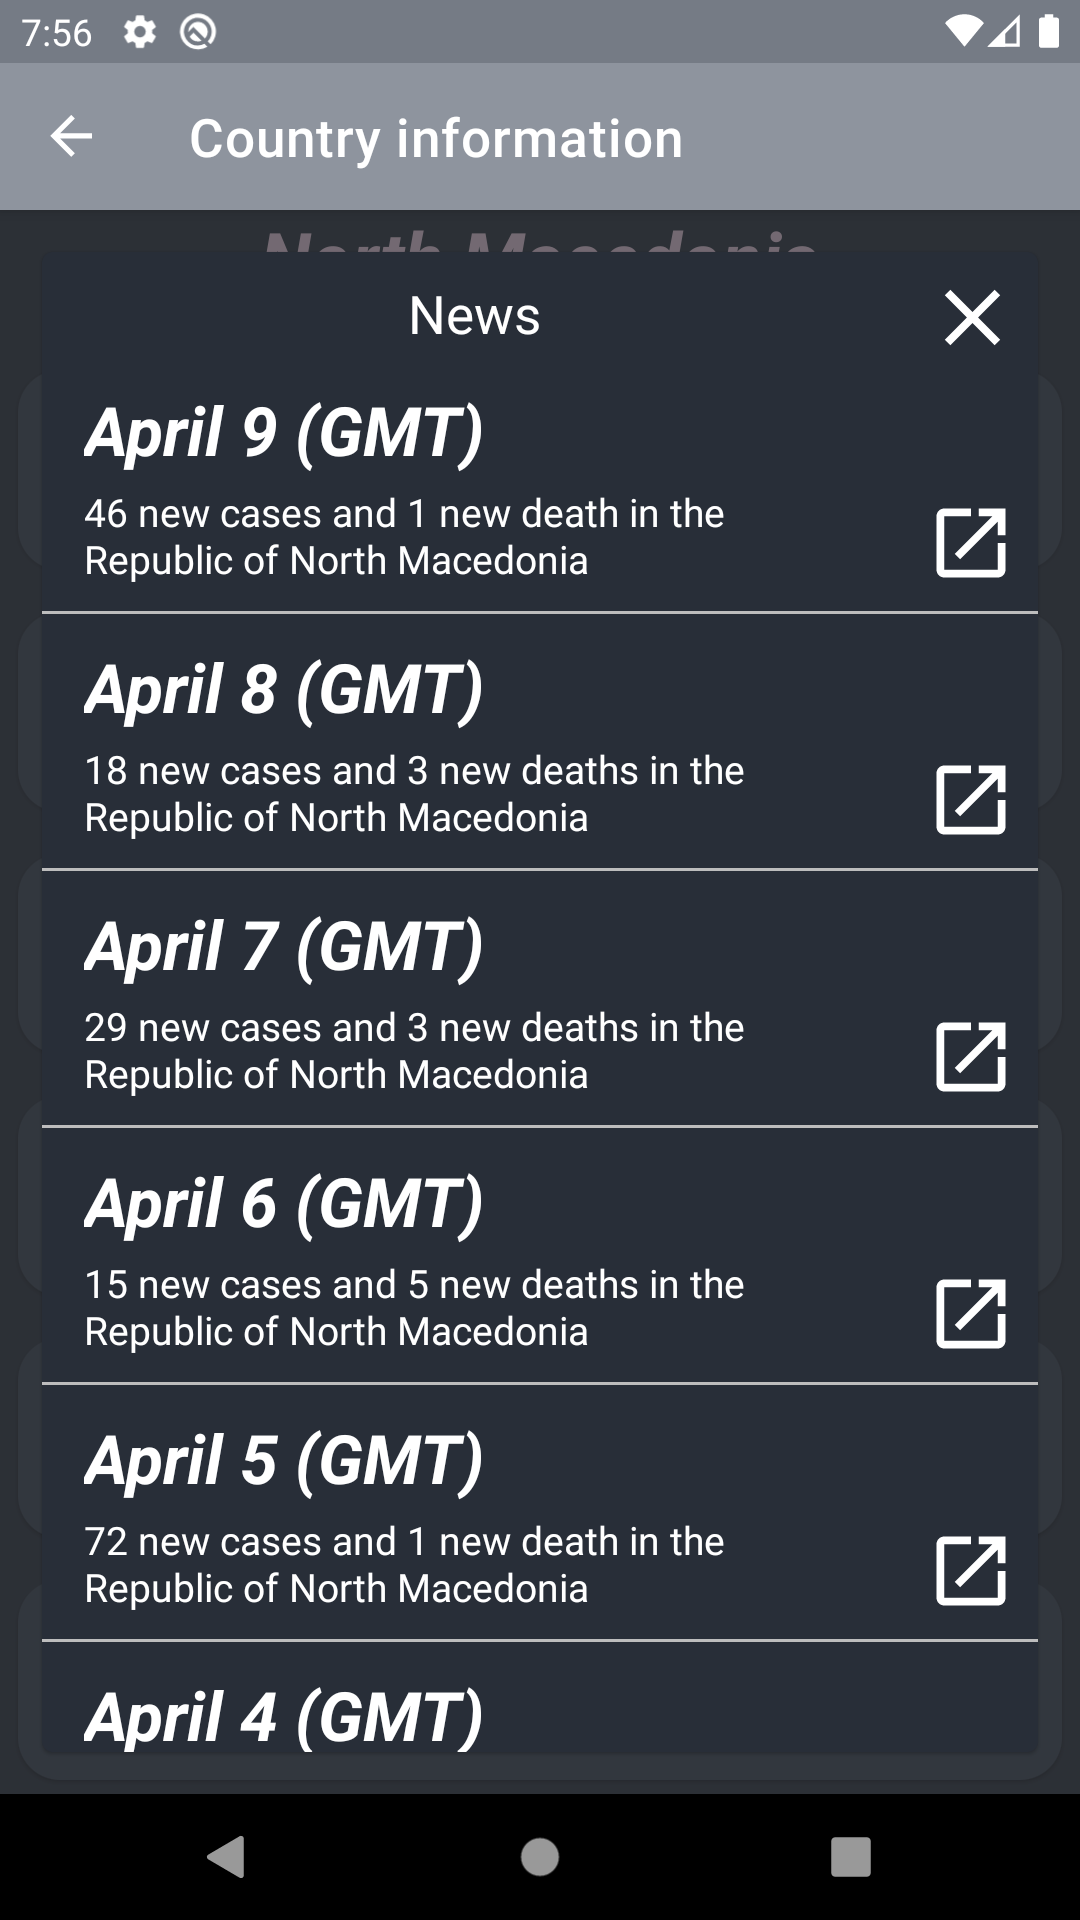 7:56
Country information
North Macedonia
News
April 9 (GMT)
46 new cases and 1 new death in the
Republic of North Macedonia
April 8 (GMT)
18 new cases and 3 new deaths in the
Republic of North Macedonia
April 7 (GMT)
29 new cases and 3 new deaths in the
Republic of North Macedonia
April 6 (GMT)
15 new cases and 5 new deaths in the
Republic of North Macedonia
April 5 (GMT)
72 new cases and 1 new death in the
Republic of North Macedonia
April 4 (GMT)